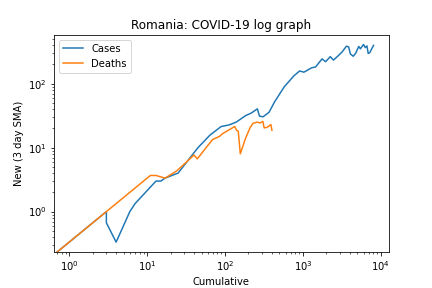 Romania: COVID-19 log graph
Cases
Deaths
New (3 day SMA)
10²
10¹
10⁰
10⁰ 10¹ 10² 10³ 10⁴
Cumulative